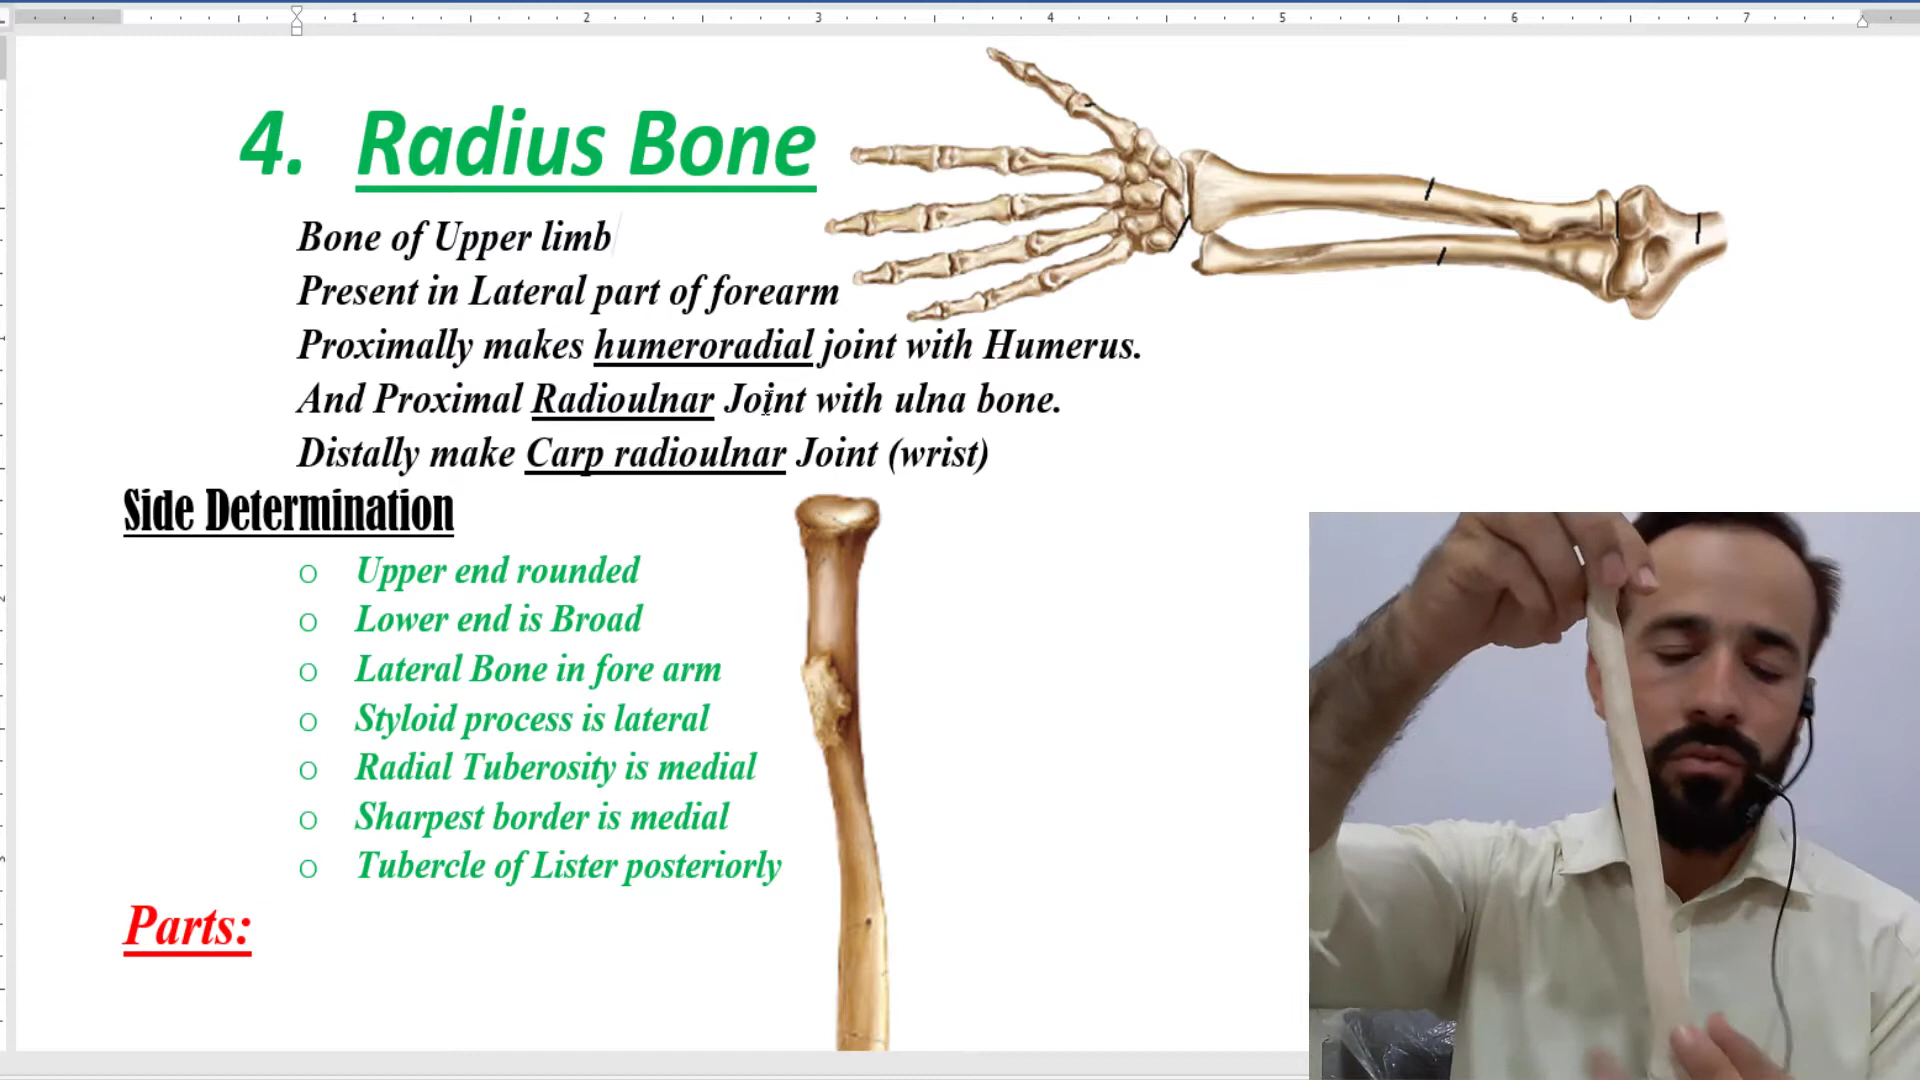 1 2 3 4 5 6 7
4. Radius Bone
Bone of Upper limb
Present in Lateral part of forearm
Proximally makes humeroradial joint with Humerus.
And Proximal Radioulnar Joint with ulna bone.
Distally make Carp radioulnar Joint (wrist)
Side Determination
o Upper end rounded
o Lower end is Broad
o Lateral Bone in fore arm
o Styloid process is lateral
o Radial Tuberosity is medial
o Sharpest border is medial
o Tubercle of Lister posteriorly
Parts: